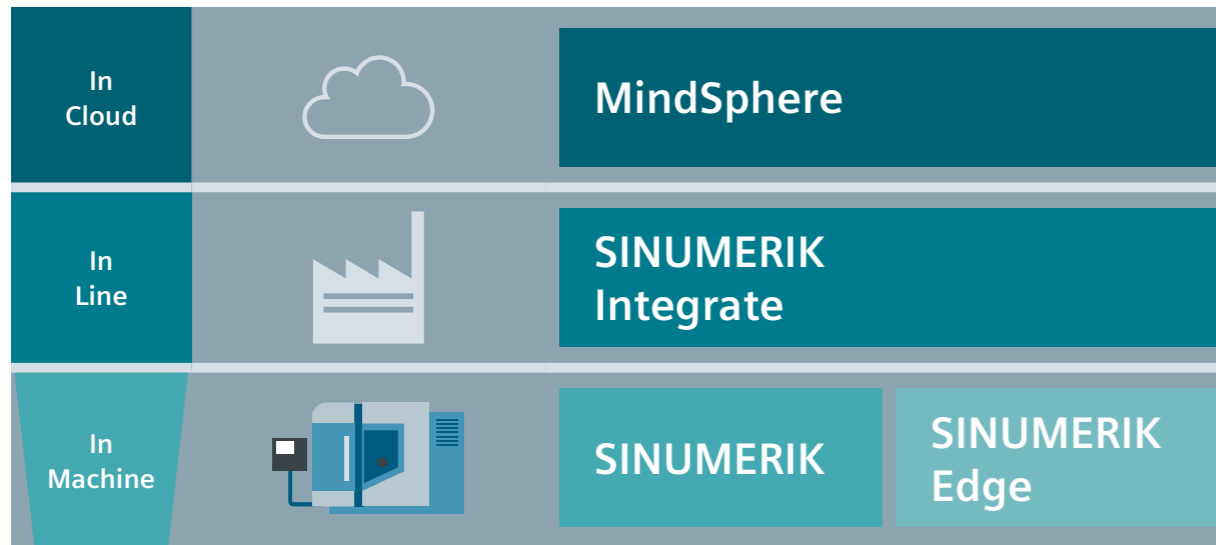 In
Cloud
MindSphere
In
Line
SINUMERIK
Integrate
In
Machine
SINUMERIK
SINUMERIK
Edge